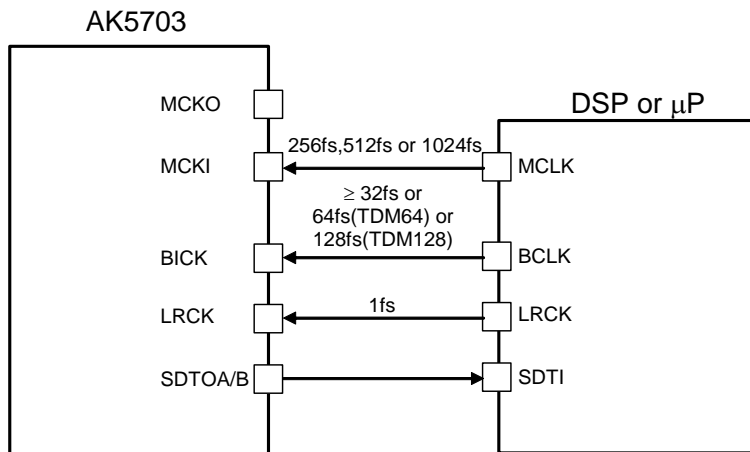 AK5703
DSP or μP
MCKO
256fs,512fs or 1024fs
MCKI
MCLK
≥ 32fs or
64fs(TDM64) or
128fs(TDM128)
BICK
BCLK
1fs
LRCK
LRCK
SDTOA/B
SDTI